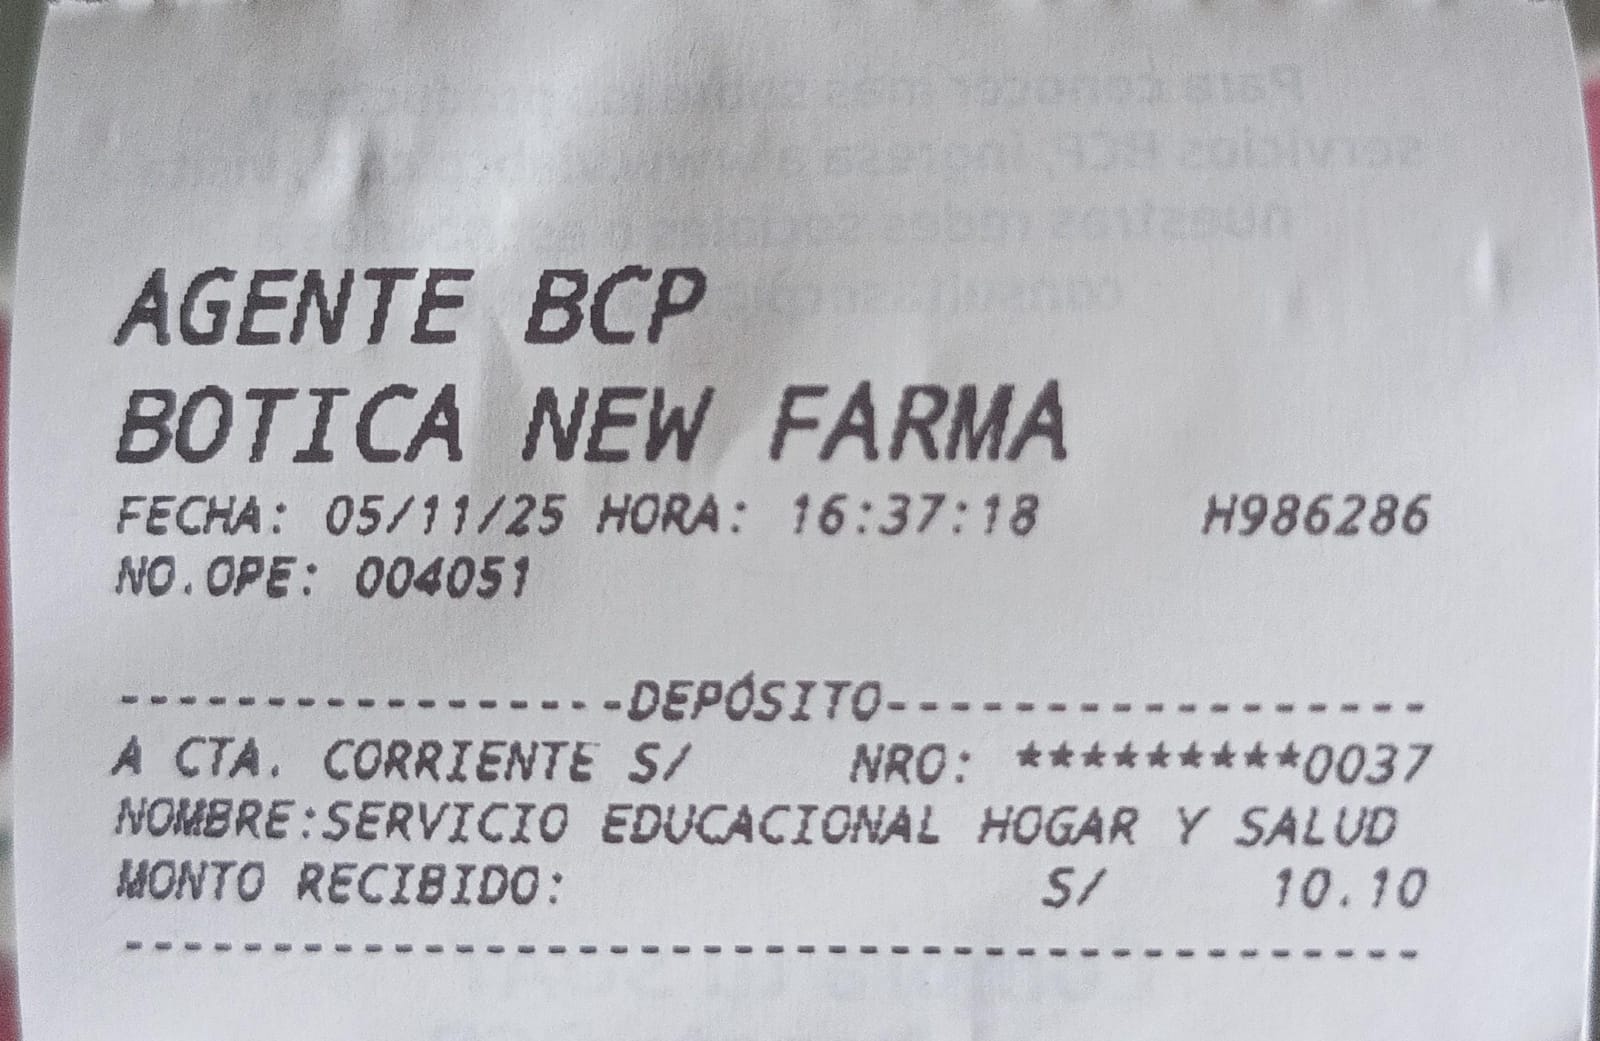 AGENTE BCP
BOTICA NEW FARMA
FECHA: 05/11/25 HORA: 16:37:18 H986286
NO.OPE: 004051
-----------------DEPÓSITO------------------
A CTA. CORRIENTE S/ NRO: *********0037
NOMBRE:SERVICIO EDUCACIONAL HOGAR Y SALUD
MONTO RECIBIDO: S/ 10.10
--------------------------------------------